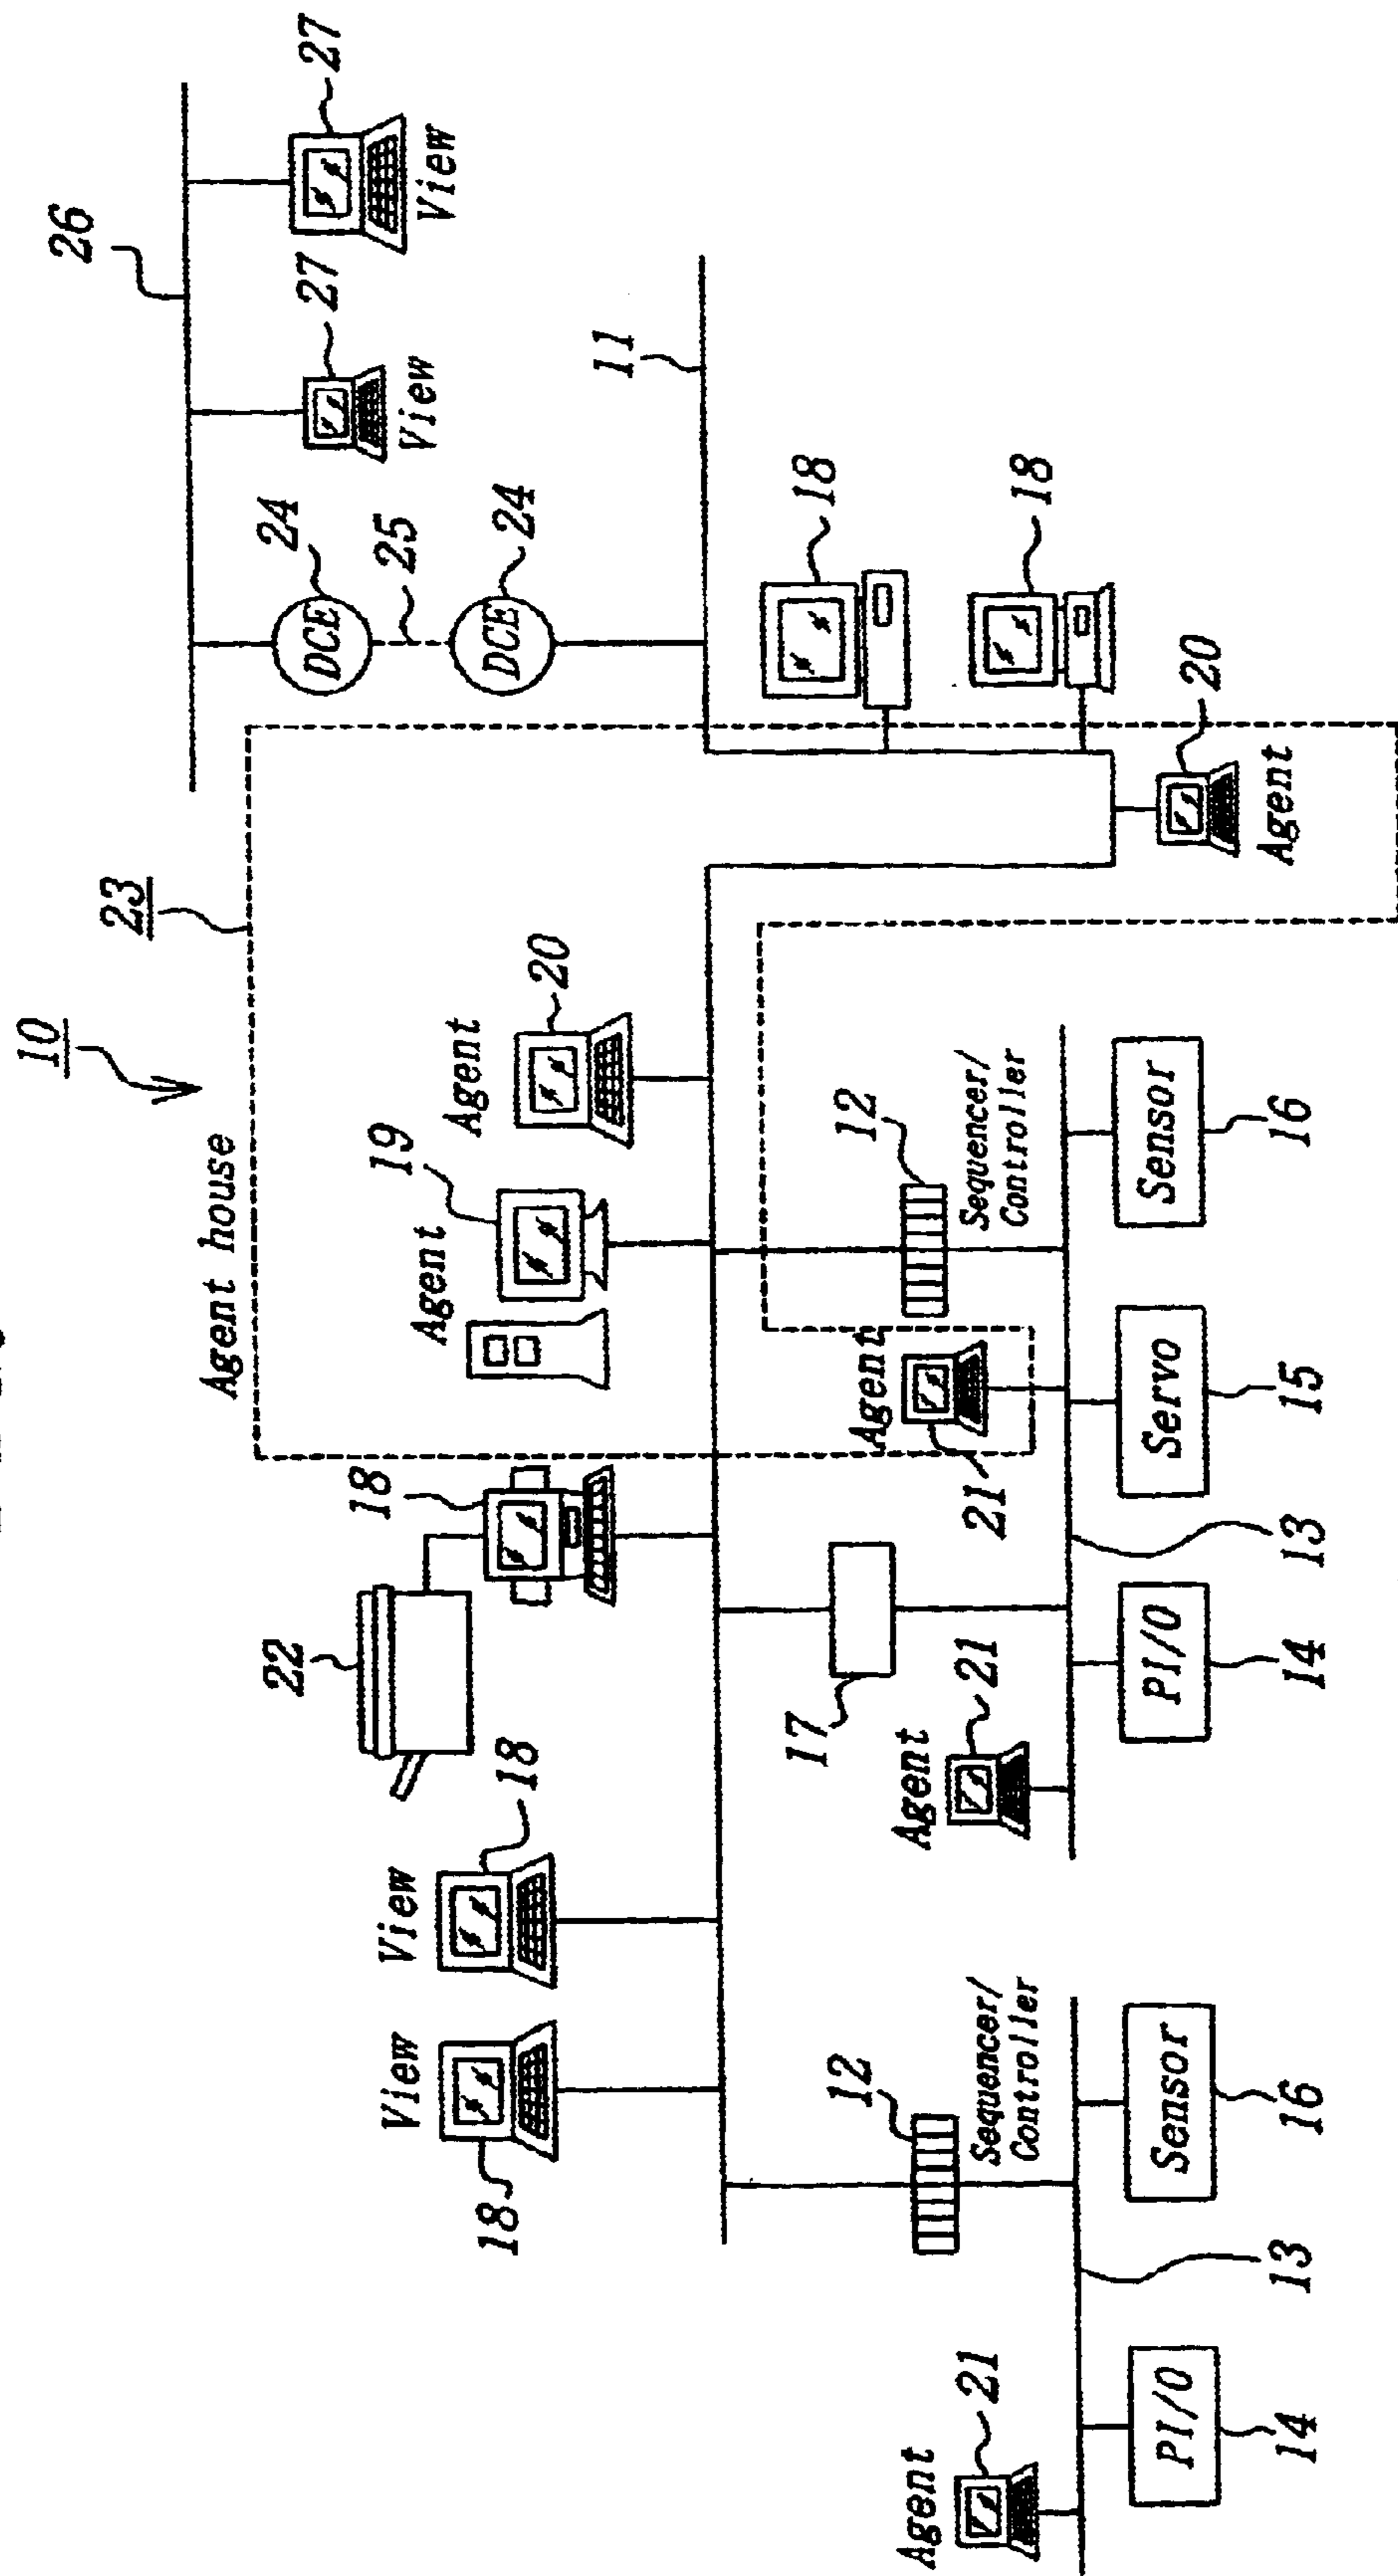 10
26
Agent house
23
27
27
View
View
24
DCE
25
24
DCE
11
22
18
Agent
19
Agent
20
View
View
18
18
18
18
Agent
20
12
Sequencer/
Controller
17
Agent
21
12
Sequencer/
Controller
Agent
21
Agent
21
13
13
PI/O
14
Sensor
16
PI/O
14
Servo
15
Sensor
16